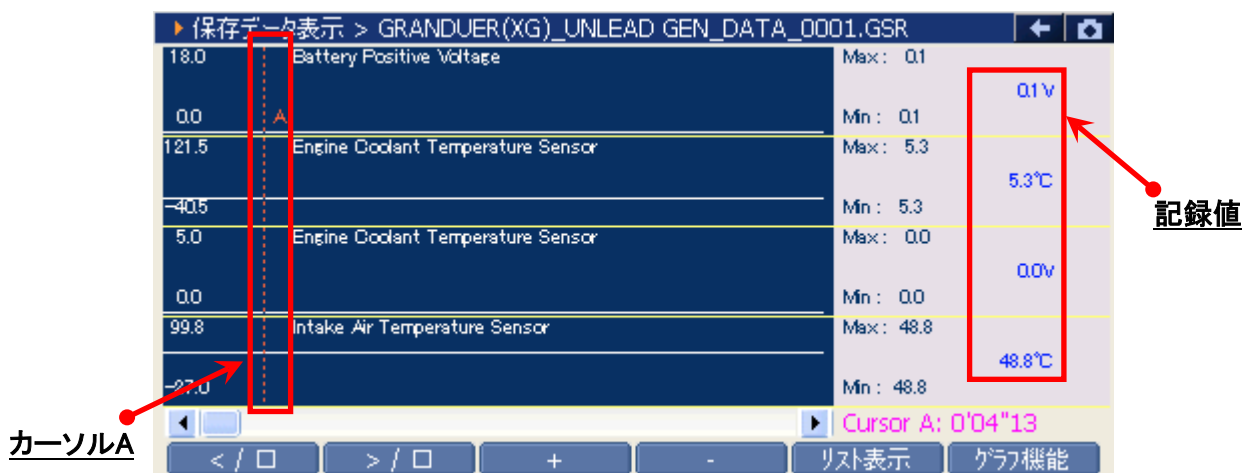 保存データ表示 > GRANDUER(XG)_UNLEAD GEN_DATA_0001.GSR
18.0 Battery Positive Voltage Max: 0.1
0.1 V
0.0 A Min: 0.1
121.5 Engine Coolant Temperature Sensor Max: 5.3
5.3℃
-40.5 Min: 5.3
記録値
5.0 Engine Coolant Temperature Sensor Max: 0.0
0.0V
0.0 Min: 0.0
99.8 Intake Air Temperature Sensor Max: 48.8
48.8℃
-27.0 Min: 48.8
Cursor A: 0'04"13
カーソルA
< / □ > / □ + - リスト表示 グラフ機能